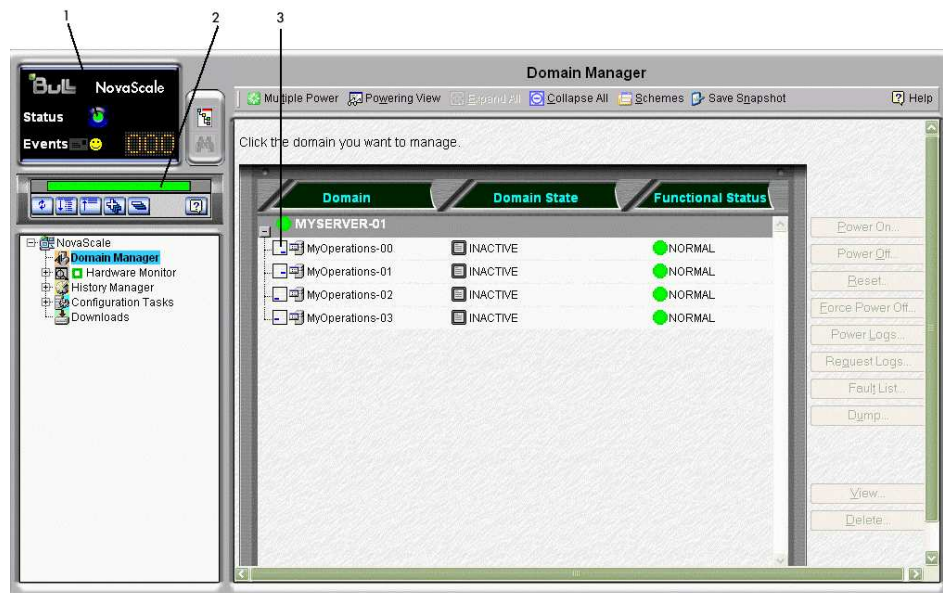 1 2 3
Bull NovaScale
Status
Events
000
Domain Manager
Multiple Power Powering View Expand All Collapse All Schemes Save Snapshot Help
Click the domain you want to manage.
Domain Domain State Functional Status
MYSERVER-01
MyOperations-00 INACTIVE NORMAL
MyOperations-01 INACTIVE NORMAL
MyOperations-02 INACTIVE NORMAL
MyOperations-03 INACTIVE NORMAL
NovaScale
Domain Manager
Hardware Monitor
History Manager
Configuration Tasks
Downloads
Power On...
Power Off...
Reset...
Force Power Off...
Power Logs...
Request Logs...
Fault List...
Dump...
View...
Delete...